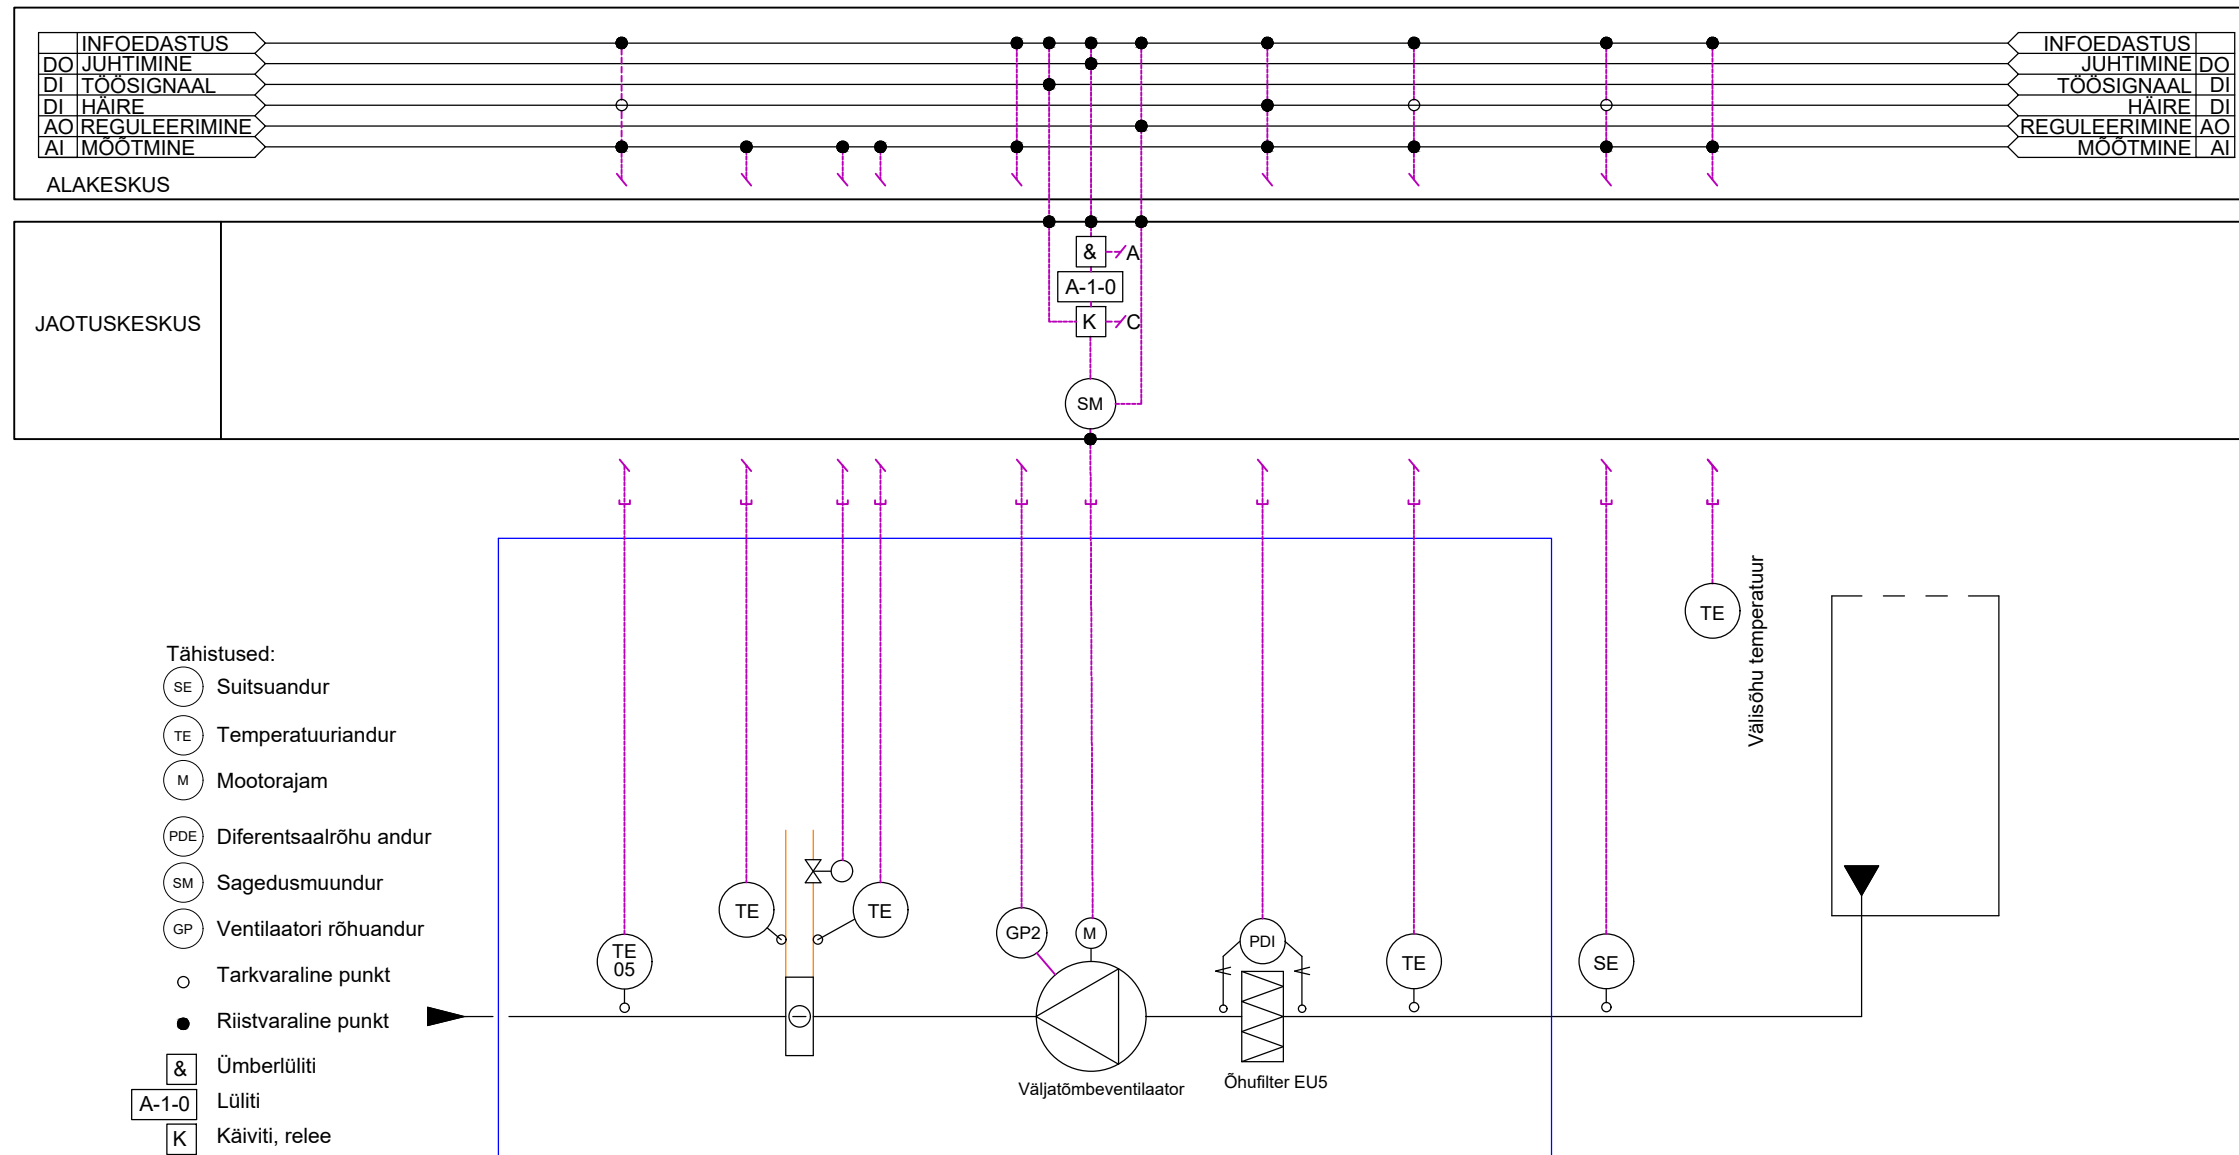 INFOEDASTUS
DO JUHTIMINE
DI TÖÖSIGNAAL
DI HÄIRE
AO REGULEERIMINE
AI MÕÕTMINE
ALAKESKUS
INFOEDASTUS
JUHTIMINE DO
TÖÖSIGNAAL DI
HÄIRE DI
REGULEERIMINE AO
MÕÕTMINE AI
JAOTUSKESKUS
& A
A-1-0
K C
SM
TE
Välisõhu temperatuur
TE
TE
TE
05
GP2
M
PDI
TE
SE
Väljatõmbeventilaator
Õhufilter EU5
Tähistused:
SE Suitsuandur
TE Temperatuuriandur
M Mootorajam
PDE Diferentsaalrõhu andur
SM Sagedusmuundur
GP Ventilaatori rõhuandur
Tarkvaraline punkt
Riistvaraline punkt
& Ümberlüliti
A-1-0 Lüliti
K Käiviti, relee